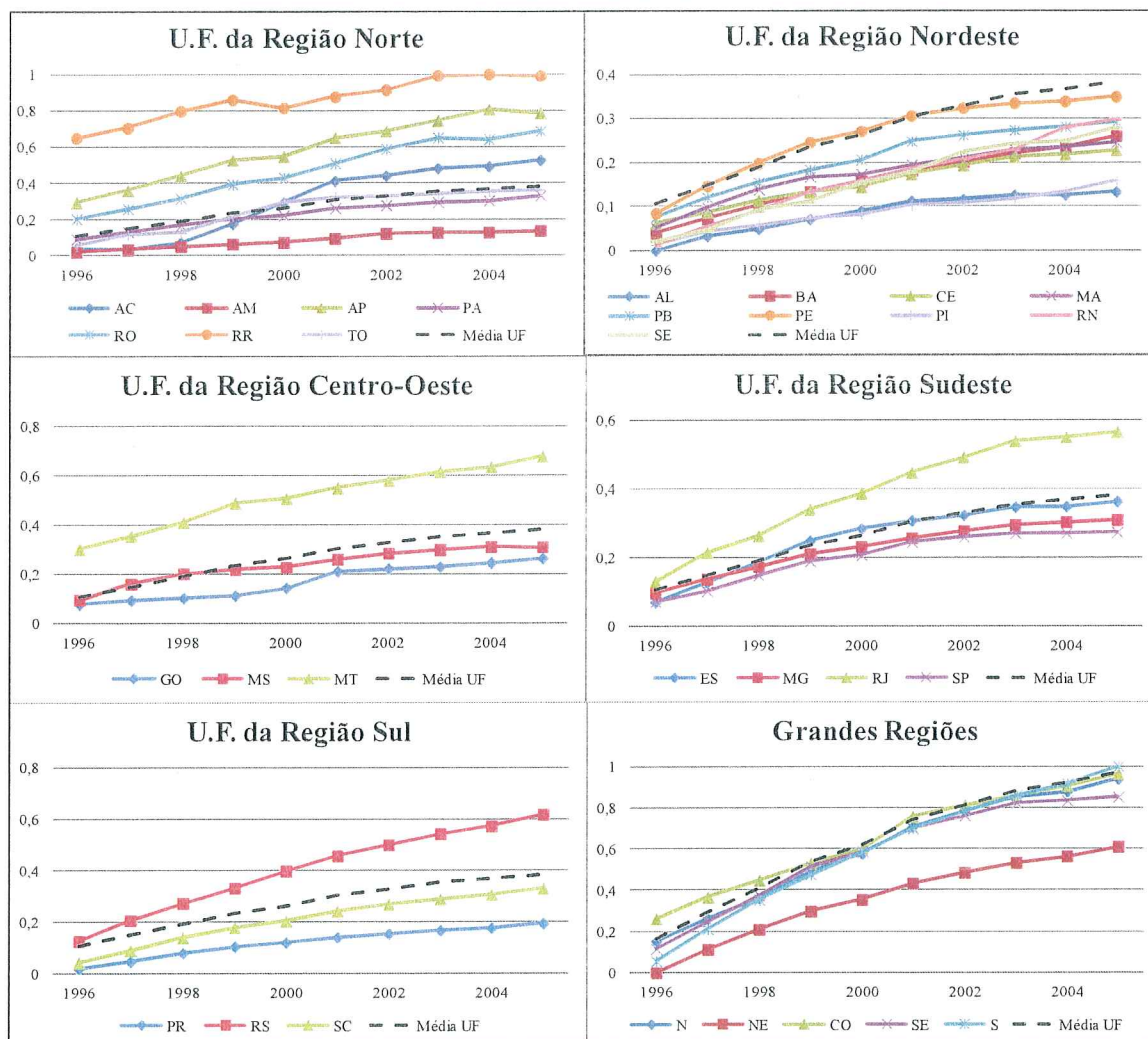 U.F. da Região Norte
1
0,8
0,6
0,4
0,2
0
1996 1998 2000 2002 2004
AC AM AP PA
RO RR TO Média UF
U.F. da Região Nordeste
0,4
0,3
0,2
0,1
0
1996 1998 2000 2002 2004
AL BA CE MA
PB PE PI RN
SE Média UF
U.F. da Região Centro-Oeste
0,8
0,6
0,4
0,2
0
1996 1998 2000 2002 2004
GO MS MT Média UF
U.F. da Região Sudeste
0,6
0,4
0,2
0
1996 1998 2000 2002 2004
ES MG RJ SP Média UF
U.F. da Região Sul
0,8
0,6
0,4
0,2
0
1996 1998 2000 2002 2004
PR RS SC Média UF
Grandes Regiões
1
0,8
0,6
0,4
0,2
0
1996 1998 2000 2002 2004
N NE CO SE S Média UF